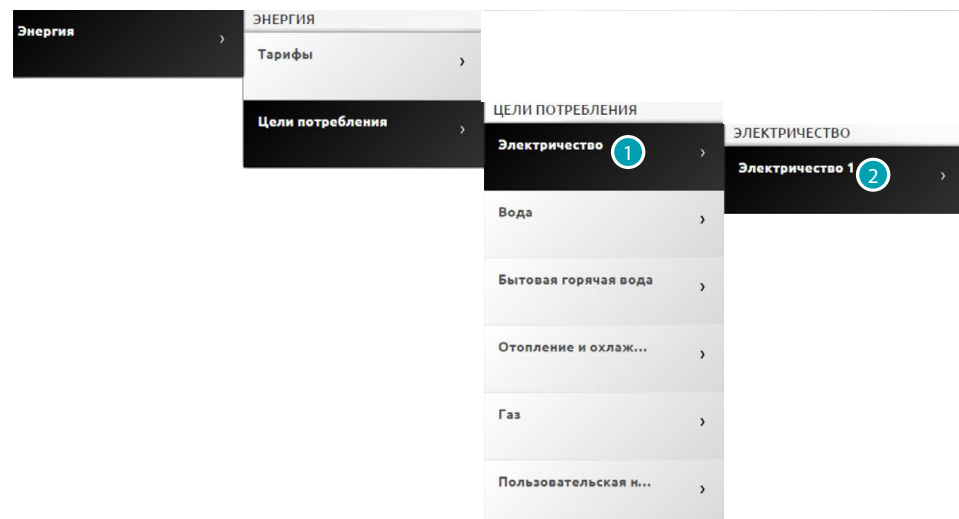 Энергия
ЭНЕРГИЯ
Тарифы
Цели потребления
ЦЕЛИ ПОТРЕБЛЕНИЯ
Электричество 1
Вода
Бытовая горячая вода
Отопление и охлаж...
Газ
Пользовательская н...
ЭЛЕКТРИЧЕСТВО
Электричество 1 2